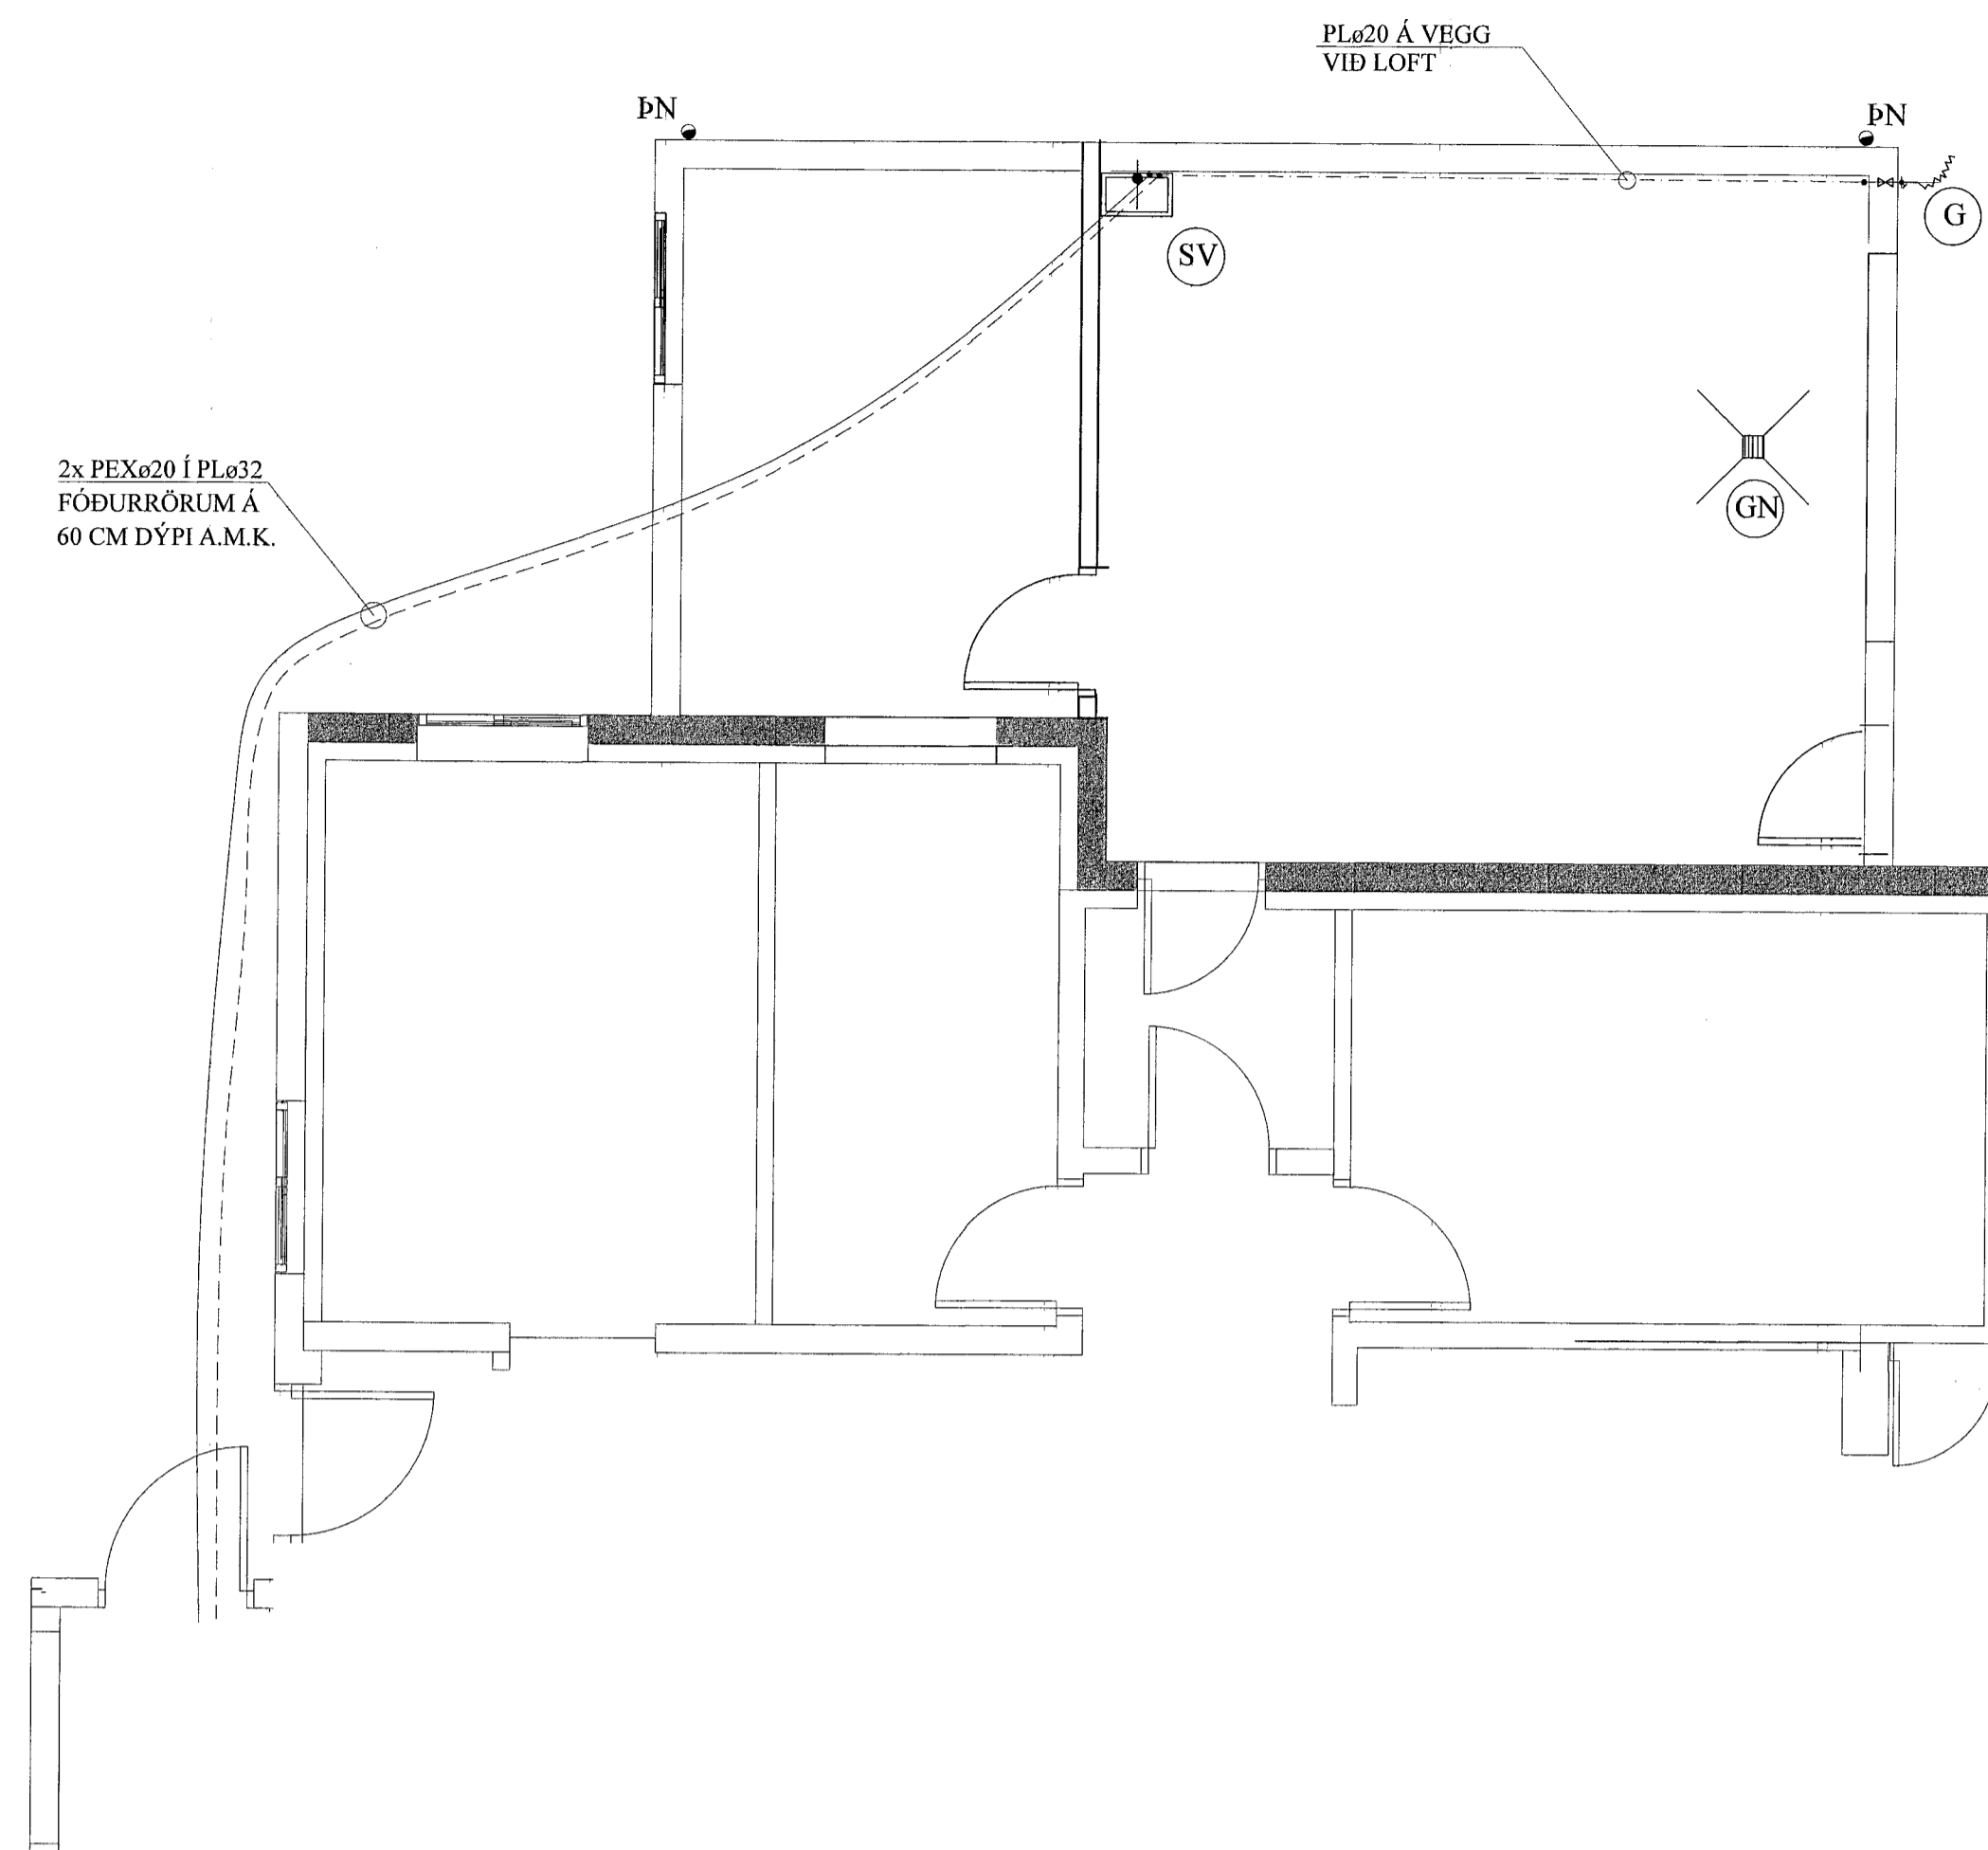 PLø20 Á VEGG
VIÐ LOFT
ÞN
ÞN
G
SV
2x PEXø20 Í PLø32
FÓÐURRÖRUM Á
60 CM DÝPI A.M.K.
GN